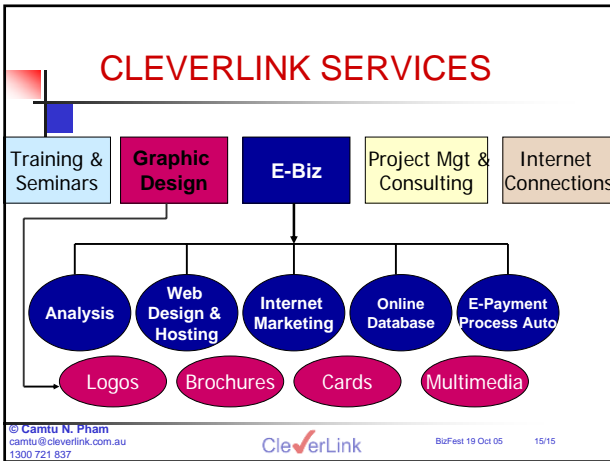 CLEVERLINK SERVICES
Training &
Seminars
Graphic
Design
E-Biz
Project Mgt &
Consulting
Internet
Connections
Analysis
Web
Design &
Hosting
Internet
Marketing
Online
Database
E-Payment
Process Auto
Logos
Brochures
Cards
Multimedia
© Camtu N. Pham
camtu@cleverlink.com.au
1300 721 837
CleVerLink
BizFest 19 Oct 05
15/15